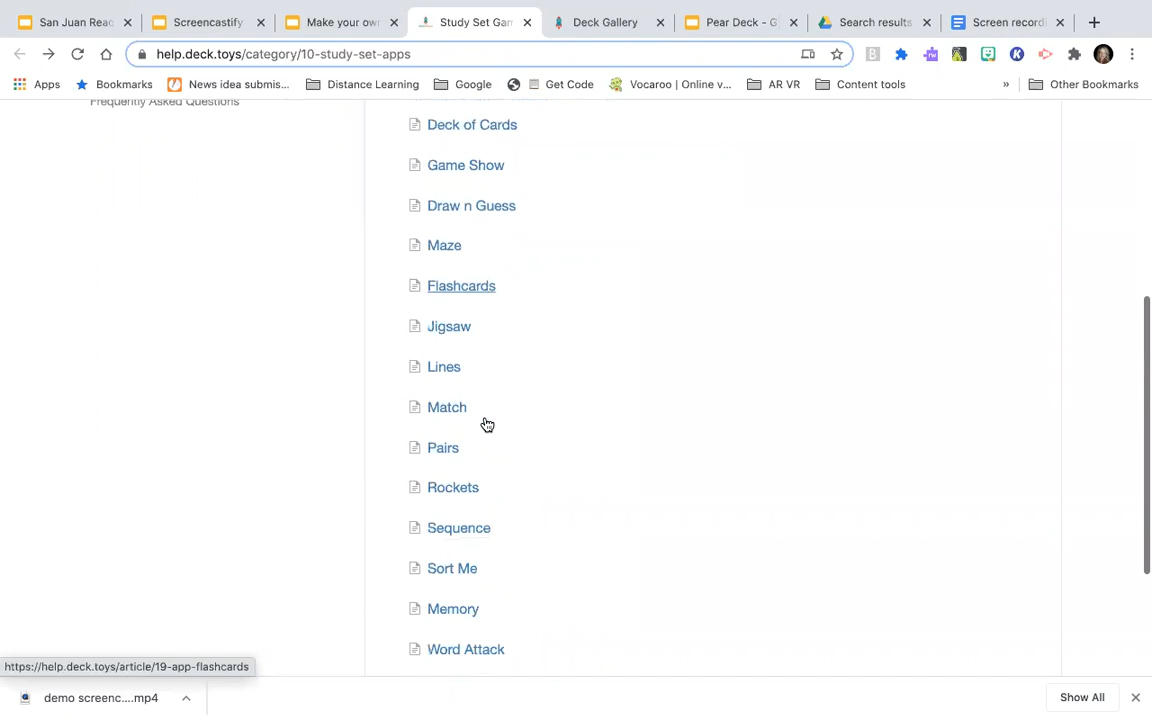 San Juan Reac
Screencastify
Make your own
Study Set Gam
Deck Gallery
Pear Deck - G
Search results
Screen recordi
help.deck.toys/category/10-study-set-apps
Apps
Bookmarks
News idea submis...
Distance Learning
Google
Get Code
Vocaroo | Online v...
AR VR
Content tools
»
Other Bookmarks
Frequently Asked Questions
Deck of Cards
Game Show
Draw n Guess
Maze
Flashcards
Jigsaw
Lines
Match
Pairs
Rockets
Sequence
Sort Me
Memory
Word Attack
https://help.deck.toys/article/19-app-flashcards
demo screenc....mp4
Show All